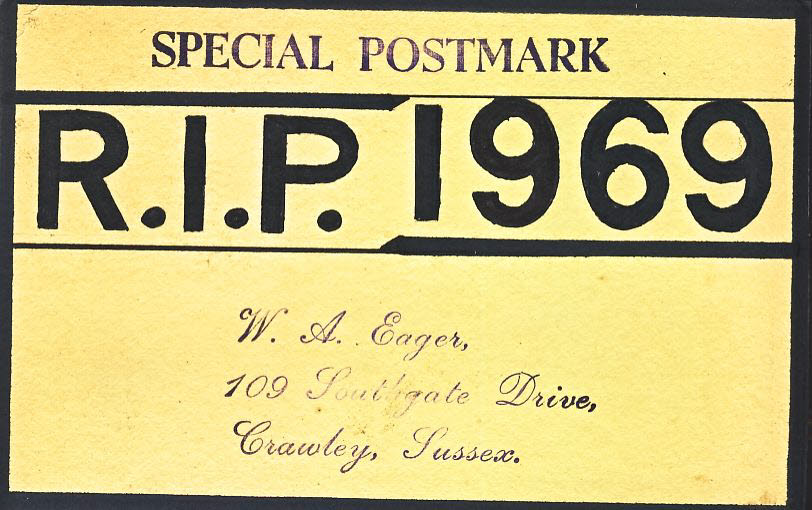 SPECIAL POSTMARK
R.I.P. 1969
W. A. Eager,
109 Southgate Drive,
Crawley, Sussex.